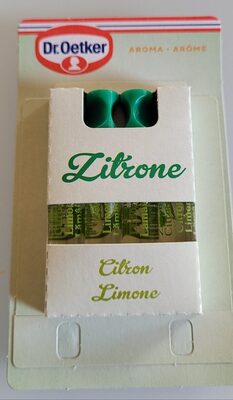 Dr.Oetker
AROMA • ARÔME
Zitrone
Citron
Limone